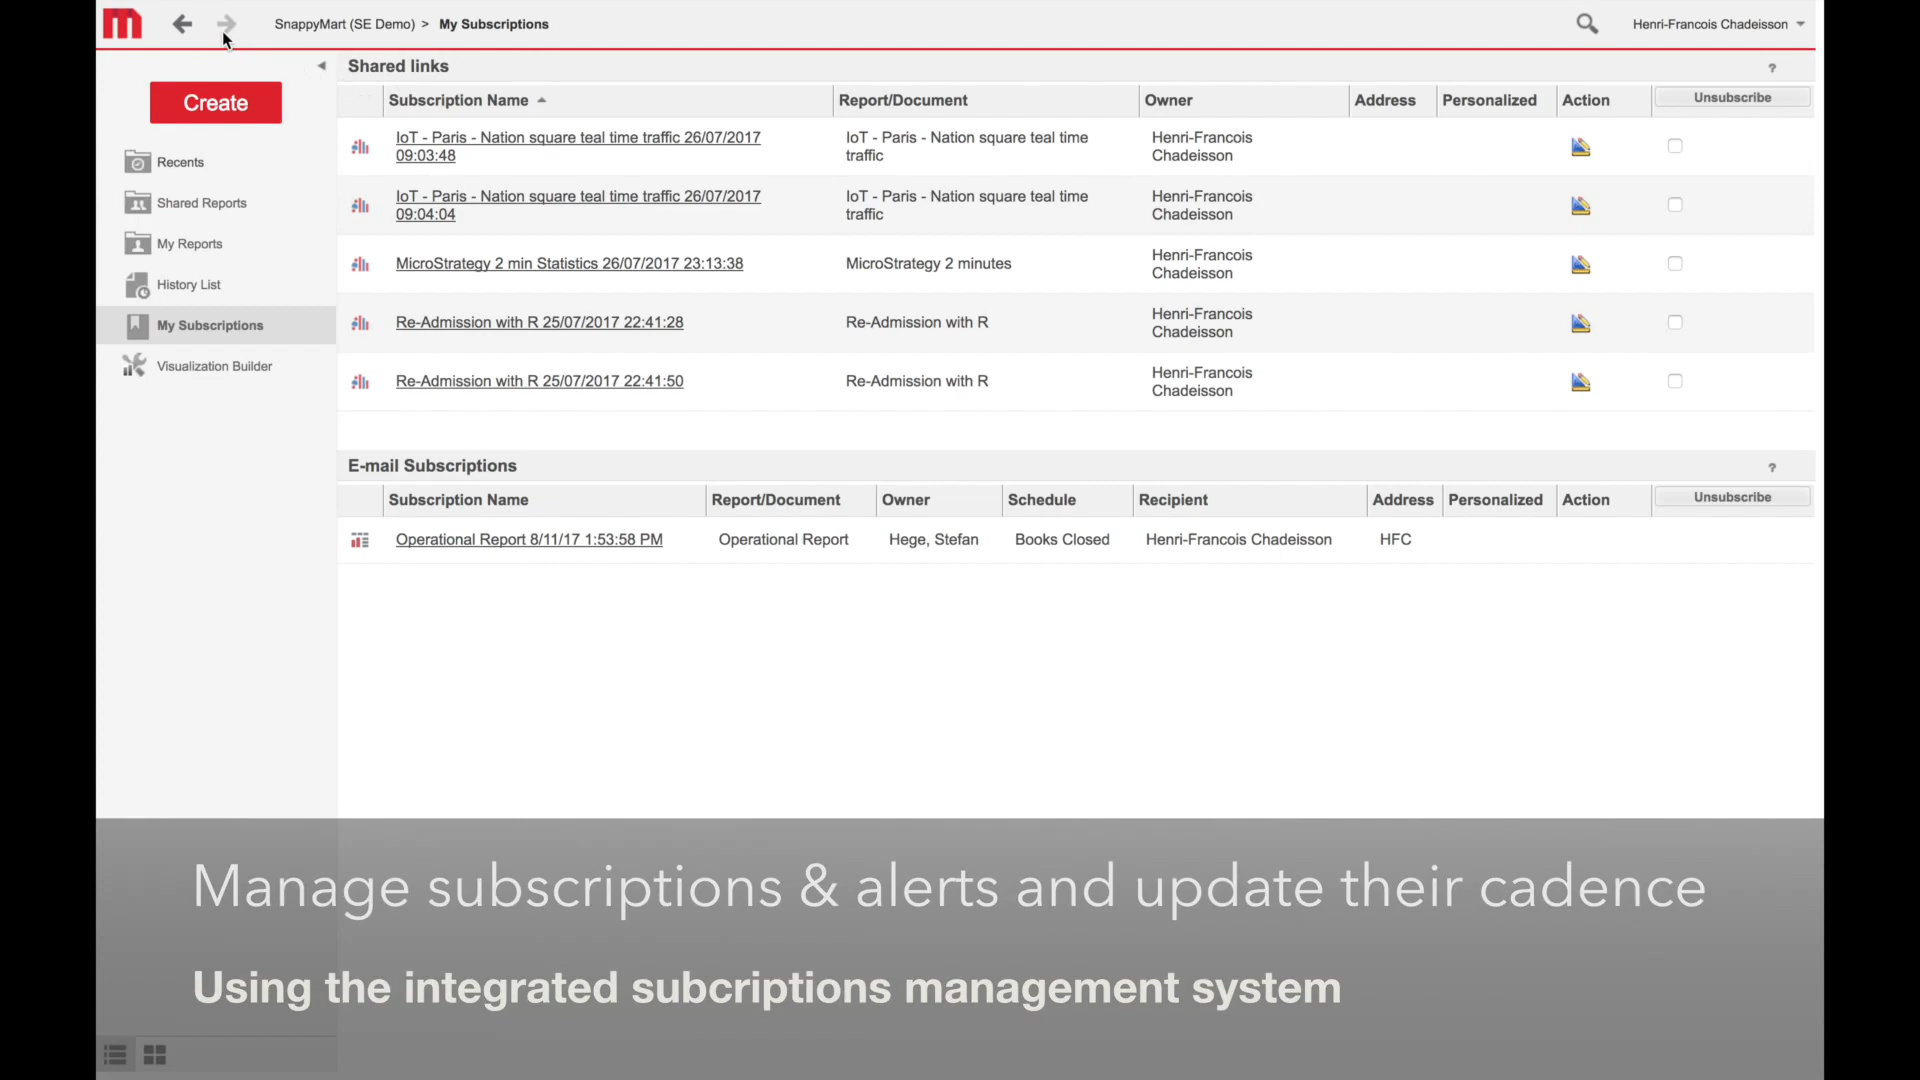 SnappyMart (SE Demo) > My Subscriptions
Henri-Francois Chadeisson
Create
Recents
Shared Reports
My Reports
History List
My Subscriptions
Visualization Builder
Shared links
?
Subscription Name Report/Document Owner Address Personalized Action Unsubscribe
IoT - Paris - Nation square teal time traffic 26/07/2017
09:03:48
IoT - Paris - Nation square teal time
traffic
Henri-Francois
Chadeisson
IoT - Paris - Nation square teal time traffic 26/07/2017
09:04:04
IoT - Paris - Nation square teal time
traffic
Henri-Francois
Chadeisson
MicroStrategy 2 min Statistics 26/07/2017 23:13:38
MicroStrategy 2 minutes
Henri-Francois
Chadeisson
Re-Admission with R 25/07/2017 22:41:28
Re-Admission with R
Henri-Francois
Chadeisson
Re-Admission with R 25/07/2017 22:41:50
Re-Admission with R
Henri-Francois
Chadeisson
E-mail Subscriptions
?
Subscription Name Report/Document Owner Schedule Recipient Address Personalized Action Unsubscribe
Operational Report 8/11/17 1:53:58 PM Operational Report Hege, Stefan Books Closed Henri-Francois Chadeisson HFC
Manage subscriptions & alerts and update their cadence
Using the integrated subcriptions management system